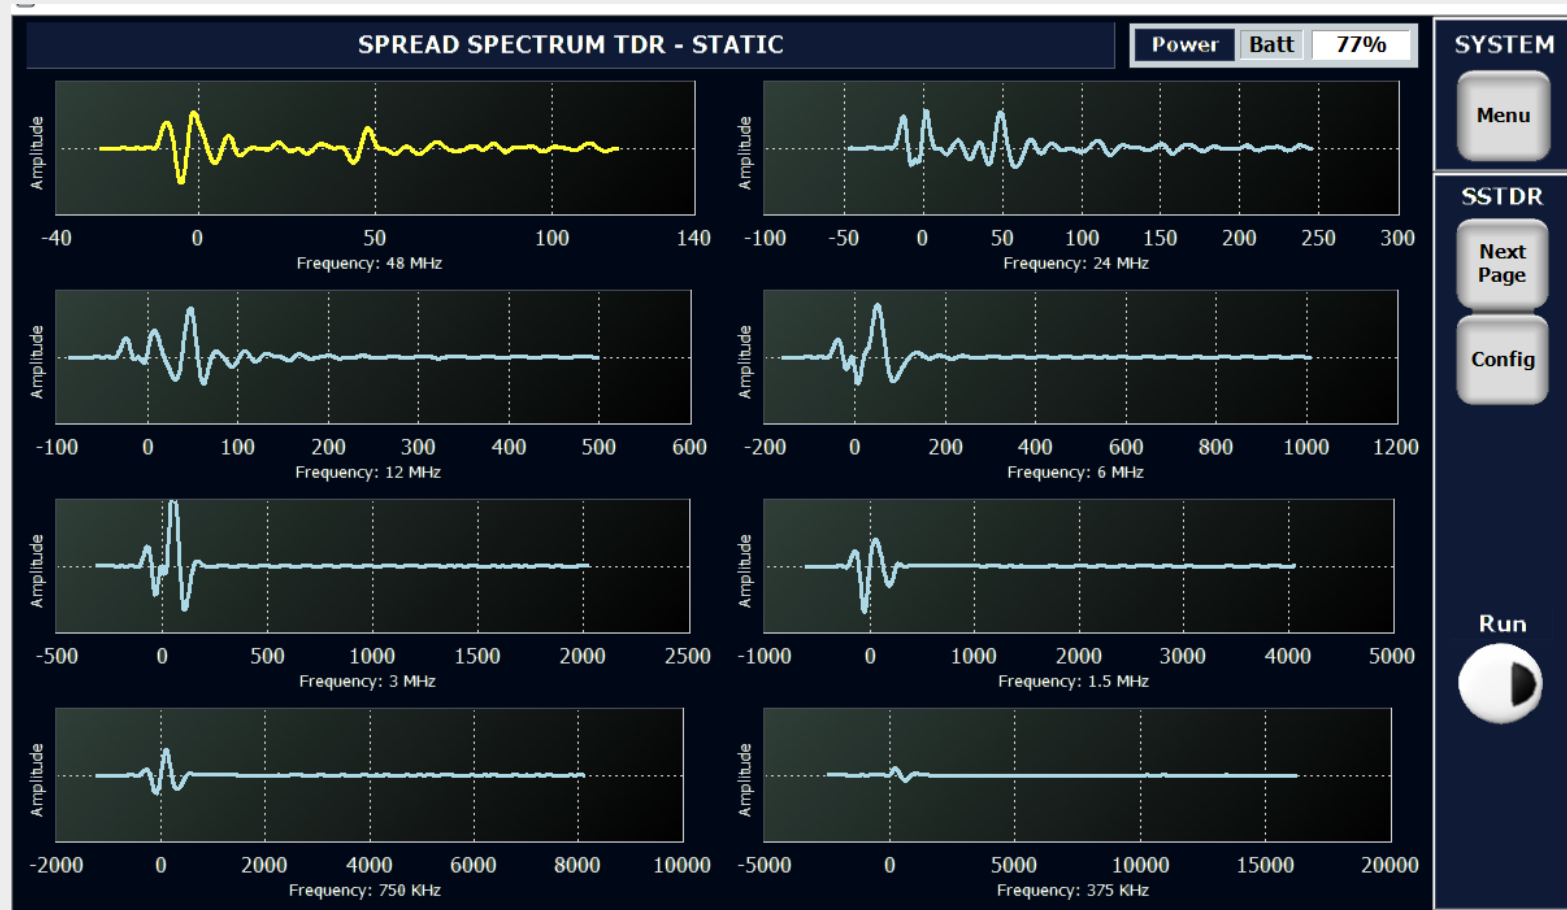 SPREAD SPECTRUM TDR - STATIC
Power Batt 77%
SYSTEM
Menu
SSTDR
Next
Page
Config
Run
Amplitude
-40 0 50 100 140
Frequency: 48 MHz
Amplitude
-100 -50 0 50 100 150 200 250 300
Frequency: 24 MHz
Amplitude
-100 0 100 200 300 400 500 600
Frequency: 12 MHz
Amplitude
-200 0 200 400 600 800 1000 1200
Frequency: 6 MHz
Amplitude
-500 0 500 1000 1500 2000 2500
Frequency: 3 MHz
Amplitude
-1000 0 1000 2000 3000 4000 5000
Frequency: 1.5 MHz
Amplitude
-2000 0 2000 4000 6000 8000 10000
Frequency: 750 KHz
Amplitude
-5000 0 5000 10000 15000 20000
Frequency: 375 KHz